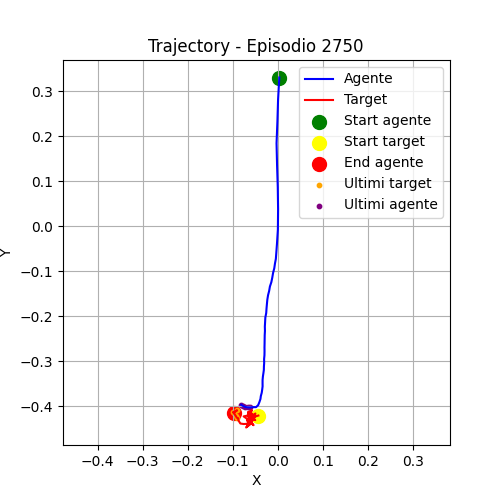 Trajectory - Episodio 2750
Agente
Target
Start agente
Start target
End agente
Ultimi target
Ultimi agente
0.3
0.2
0.1
0.0
−0.1
−0.2
−0.3
−0.4
Y
−0.4 −0.3 −0.2 −0.1 0.0 0.1 0.2 0.3
X